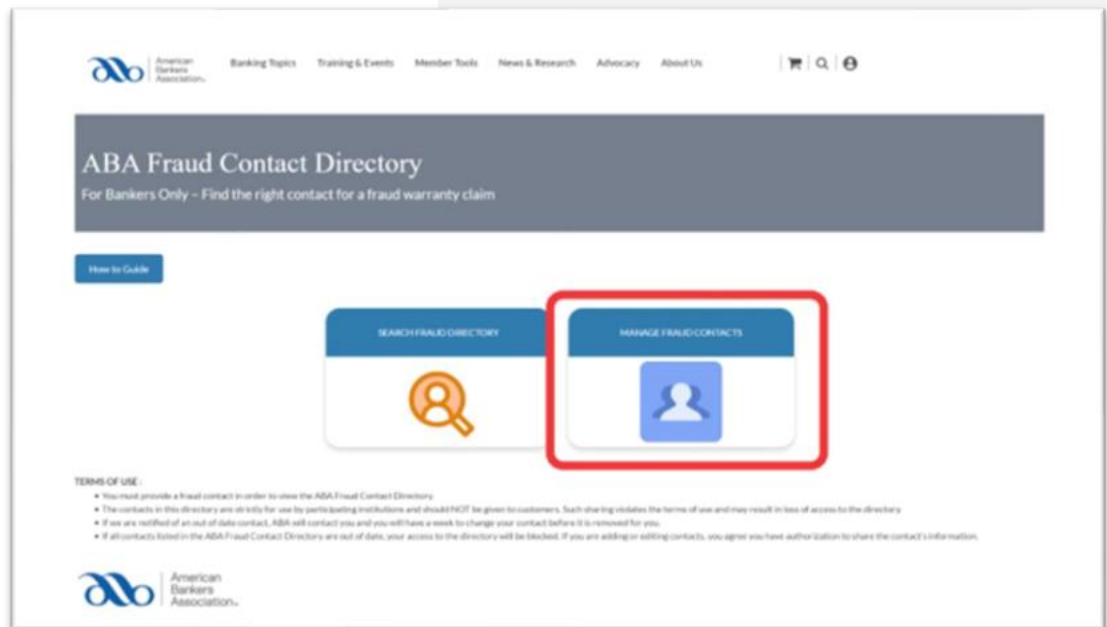 American
Bankers
Association
Banking Topics Training & Events Member Tools News & Research Advocacy About Us
ABA Fraud Contact Directory
For Bankers Only – Find the right contact for a fraud warranty claim
How to Guide
SEARCH FRAUD DIRECTORY MANAGE FRAUD CONTACTS
TERMS OF USE :
• You must provide a fraud contact in order to view the ABA Fraud Contact Directory
• The contacts in this directory are strictly for use by participating institutions and should NOT be given to customers. Such sharing violates the terms of use and may result in loss of access to the directory
• If we are notified of an out of date contact, ABA will contact you and you will have a week to change your contact before it is removed for you.
• If all contacts listed in the ABA Fraud Contact Directory are out of date, your access to the directory will be blocked. If you are adding or editing contacts, you agree you have authorization to share the contact's information.
American
Bankers
Association